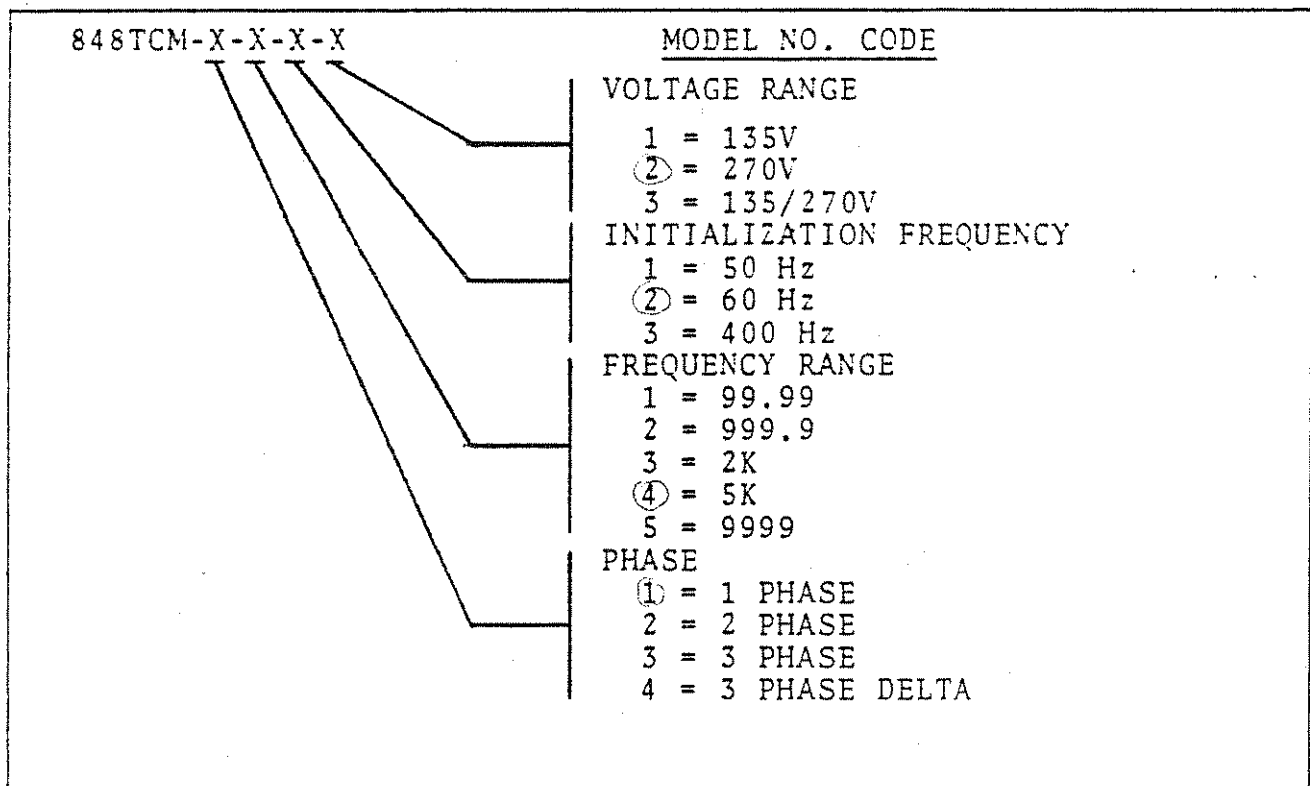 848TCM-X-X-X-X MODEL NO. CODE
VOLTAGE RANGE
1 = 135V
2 = 270V
3 = 135/270V
INITIALIZATION FREQUENCY
1 = 50 Hz
2 = 60 Hz
3 = 400 Hz
FREQUENCY RANGE
1 = 99.99
2 = 999.9
3 = 2K
4 = 5K
5 = 9999
PHASE
1 = 1 PHASE
2 = 2 PHASE
3 = 3 PHASE
4 = 3 PHASE DELTA